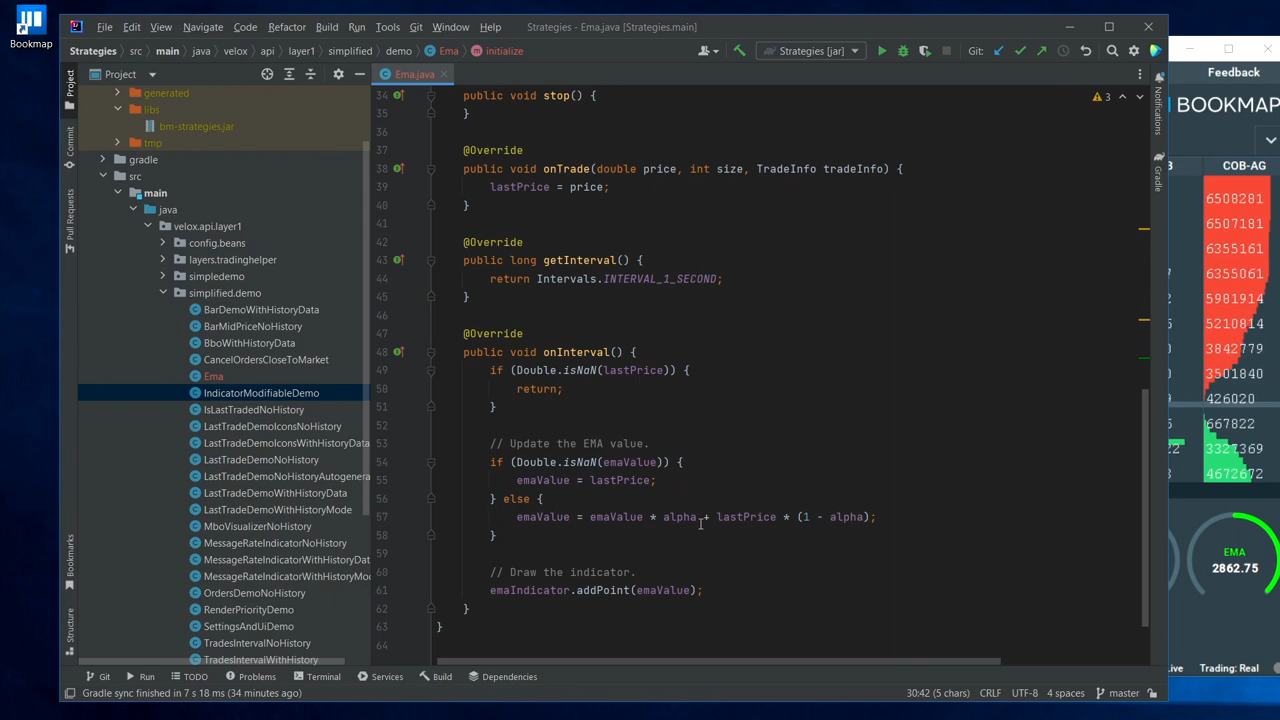 Bookmap
File Edit View Navigate Code Refactor Build Run Tools Git Window Help Strategies - Ema.java [Strategies.main]
Strategies src main java velox api layer1 simplified demo Ema initialize
Strategies [jar] Git:
Project
Ema.java
generated
libs
bm-strategies.jar
tmp
gradle
src
main
java
velox.api.layer1
config.beans
layers.tradinghelper
simpledemo
simplified.demo
BarDemoWithHistoryData
BarMidPriceNoHistory
BboWithHistoryData
CancelOrdersCloseToMarket
Ema
IndicatorModifiableDemo
IsLastTradedNoHistory
LastTradeDemoIconsNoHistory
LastTradeDemoIconsWithHistoryData
LastTradeDemoNoHistory
LastTradeDemoNoHistoryAutogenera
LastTradeDemoWithHistoryData
LastTradeDemoWithHistoryMode
MboVisualizerNoHistory
MessageRateIndicatorNoHistory
MessageRateIndicatorWithHistoryDat
MessageRateIndicatorWithHistoryMo
OrdersDemoNoHistory
RenderPriorityDemo
SettingsAndUiDemo
TradesIntervalNoHistory
TradesIntervalWithHistory
Project
Commit
Pull Requests
Bookmarks
Structure
34 public void stop() {
35 }
36
37 @Override
38 public void onTrade(double price, int size, TradeInfo tradeInfo) {
39 lastPrice = price;
40 }
41
42 @Override
43 public long getInterval() {
44 return Intervals.INTERVAL_1_SECOND;
45 }
46
47 @Override
48 public void onInterval() {
49 if (Double.isNaN(lastPrice)) {
50 return;
51 }
52
53 // Update the EMA value.
54 if (Double.isNaN(emaValue)) {
55 emaValue = lastPrice;
56 } else {
57 emaValue = emaValue * alpha + lastPrice * (1 - alpha);
58 }
59
60 // Draw the indicator.
61 emaIndicator.addPoint(emaValue);
62 }
63 }
64
3
Notifications
Gradle
Git Run TODO Problems Terminal Services Build Dependencies
Gradle sync finished in 7 s 18 ms (34 minutes ago) 30:42 (5 chars) CRLF UTF-8 4 spaces master
Feedback
BOOKMAP
COB-AG
6508281
6507181
6355161
6355061
5981914
5210814
3842779
3501840
426020
667822
3327369
4672672
EMA
2862.75
Trading: Real